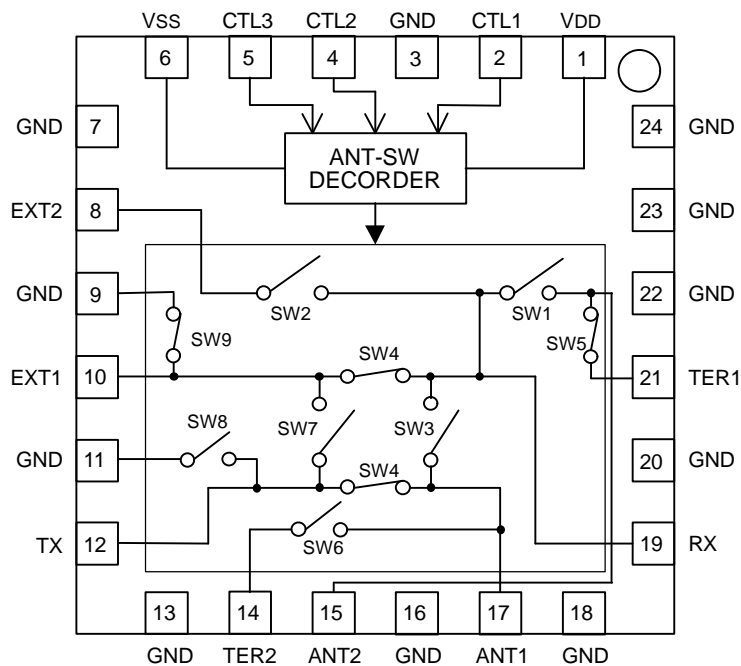 VSS CTL3 CTL2 GND CTL1 VDD
6 5 4 3 2 1
GND 7 24 GND
ANT-SW
DECORDER
EXT2 8 23 GND
GND 9 22 GND
SW2 SW1
SW9 SW5
SW4
EXT1 10 21 TER1
SW8 SW7 SW3
GND 11 20 GND
SW4
TX 12 19 RX
SW6
13 14 15 16 17 18
GND TER2 ANT2 GND ANT1 GND